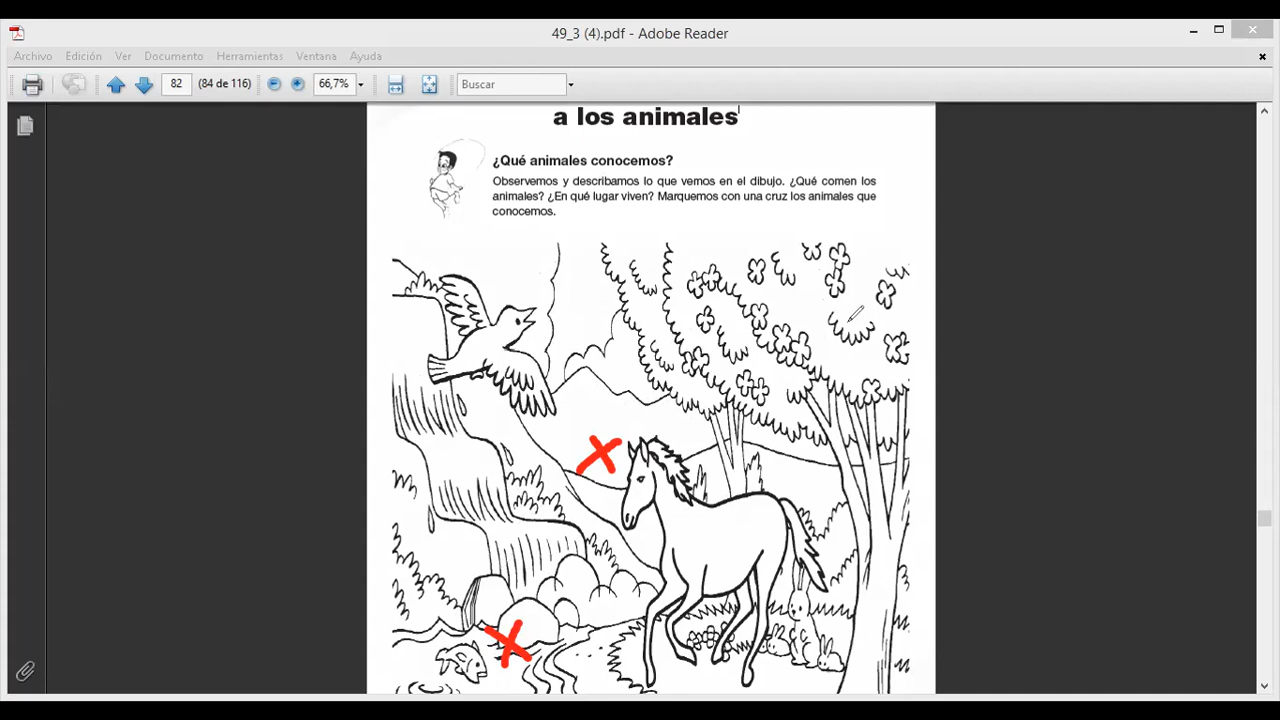 49_3 (4).pdf - Adobe Reader
Archivo Edición Ver Documento Herramientas Ventana Ayuda
82 (84 de 116) 66,7% Buscar
a los animales
¿Qué animales conocemos?
Observemos y describamos lo que vemos en el dibujo. ¿Qué comen los
animales? ¿En qué lugar viven? Marquemos con una cruz los animales que
conocemos.